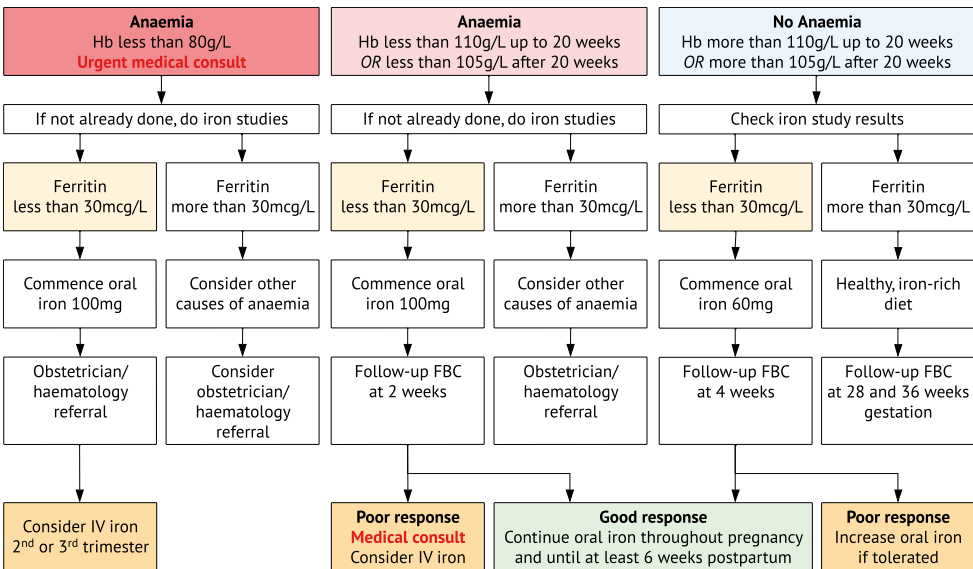 Anaemia
Hb less than 80g/L
Urgent medical consult
Anaemia
Hb less than 110g/L up to 20 weeks
OR less than 105g/L after 20 weeks
No Anaemia
Hb more than 110g/L up to 20 weeks
OR more than 105g/L after 20 weeks
If not already done, do iron studies
If not already done, do iron studies
Check iron study results
Ferritin
less than 30mcg/L
Ferritin
more than 30mcg/L
Ferritin
less than 30mcg/L
Ferritin
more than 30mcg/L
Ferritin
less than 30mcg/L
Ferritin
more than 30mcg/L
Commence oral
iron 100mg
Consider other
causes of anaemia
Commence oral
iron 100mg
Consider other
causes of anaemia
Commence oral
iron 60mg
Healthy, iron-rich
diet
Obstetrician/
haematology
referral
Consider
obstetrician/
haematology
referral
Follow-up FBC
at 2 weeks
Obstetrician/
haematology
referral
Follow-up FBC
at 4 weeks
Follow-up FBC
at 28 and 36 weeks
gestation
Consider IV iron
2nd or 3rd trimester
Poor response
Medical consult
Consider IV iron
Good response
Continue oral iron throughout pregnancy
and until at least 6 weeks postpartum
Poor response
Increase oral iron
if tolerated